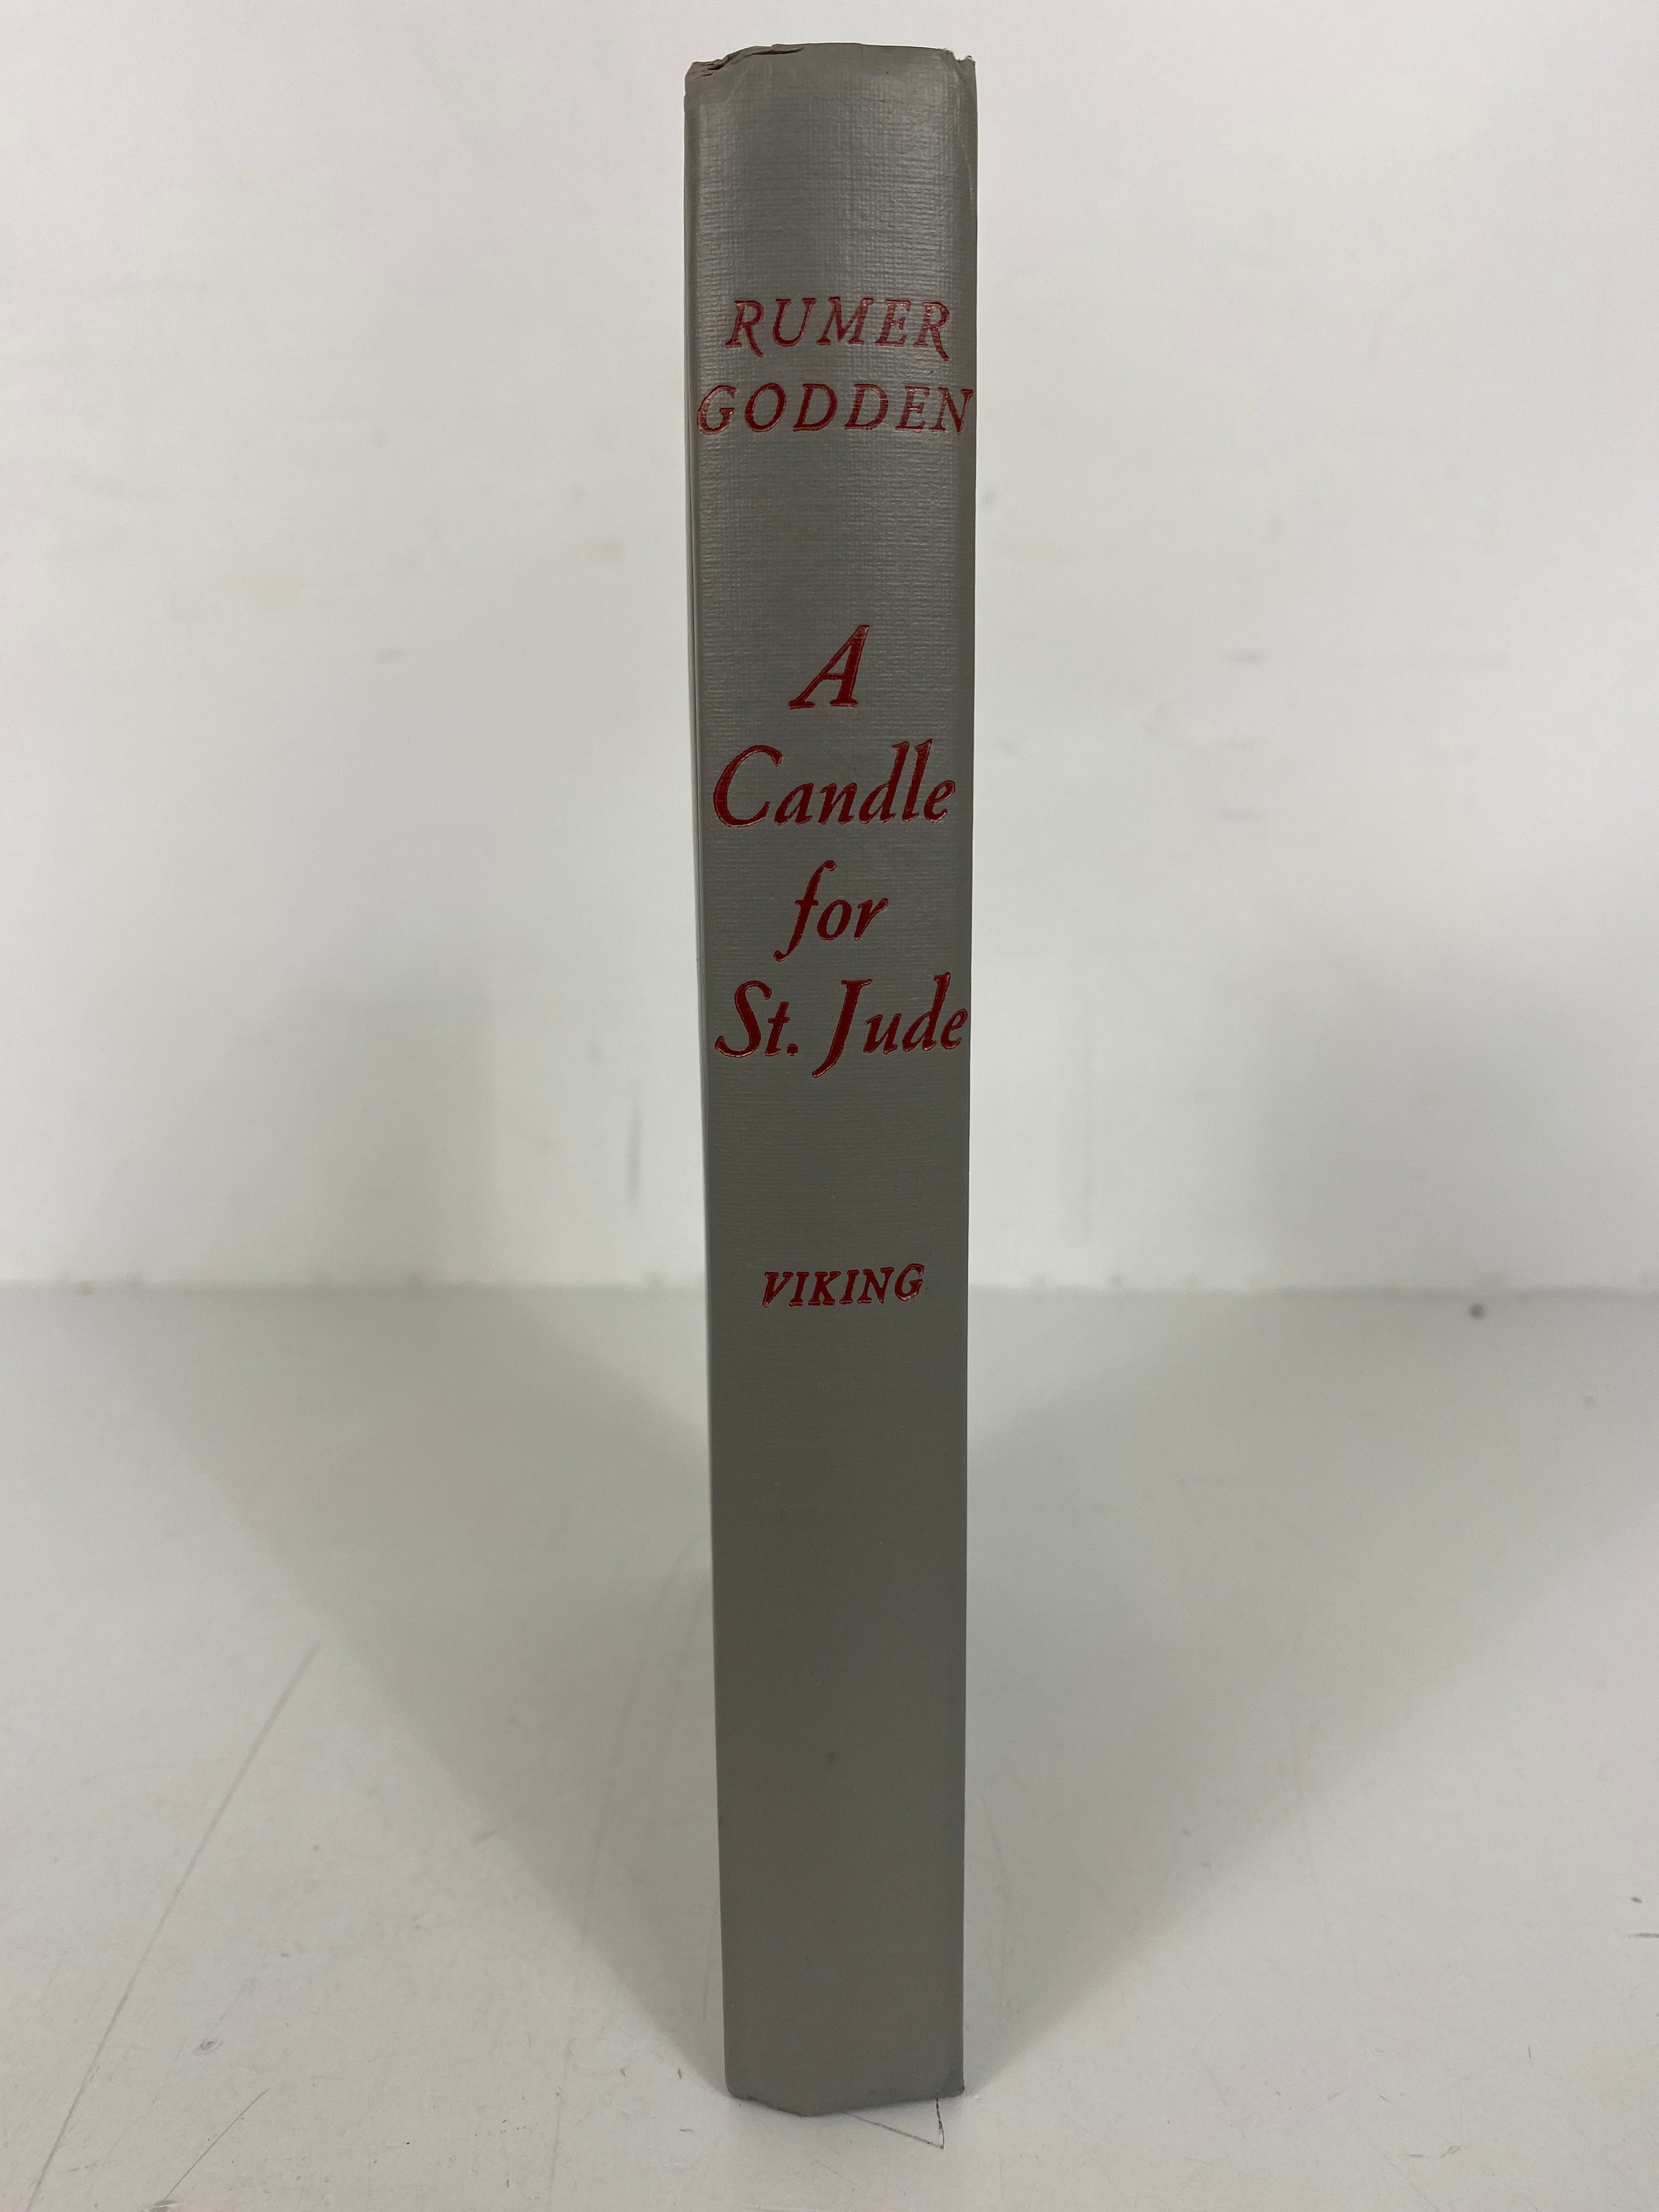 RUMER
GODDEN
A
Candle
for
St. Jude
VIKING